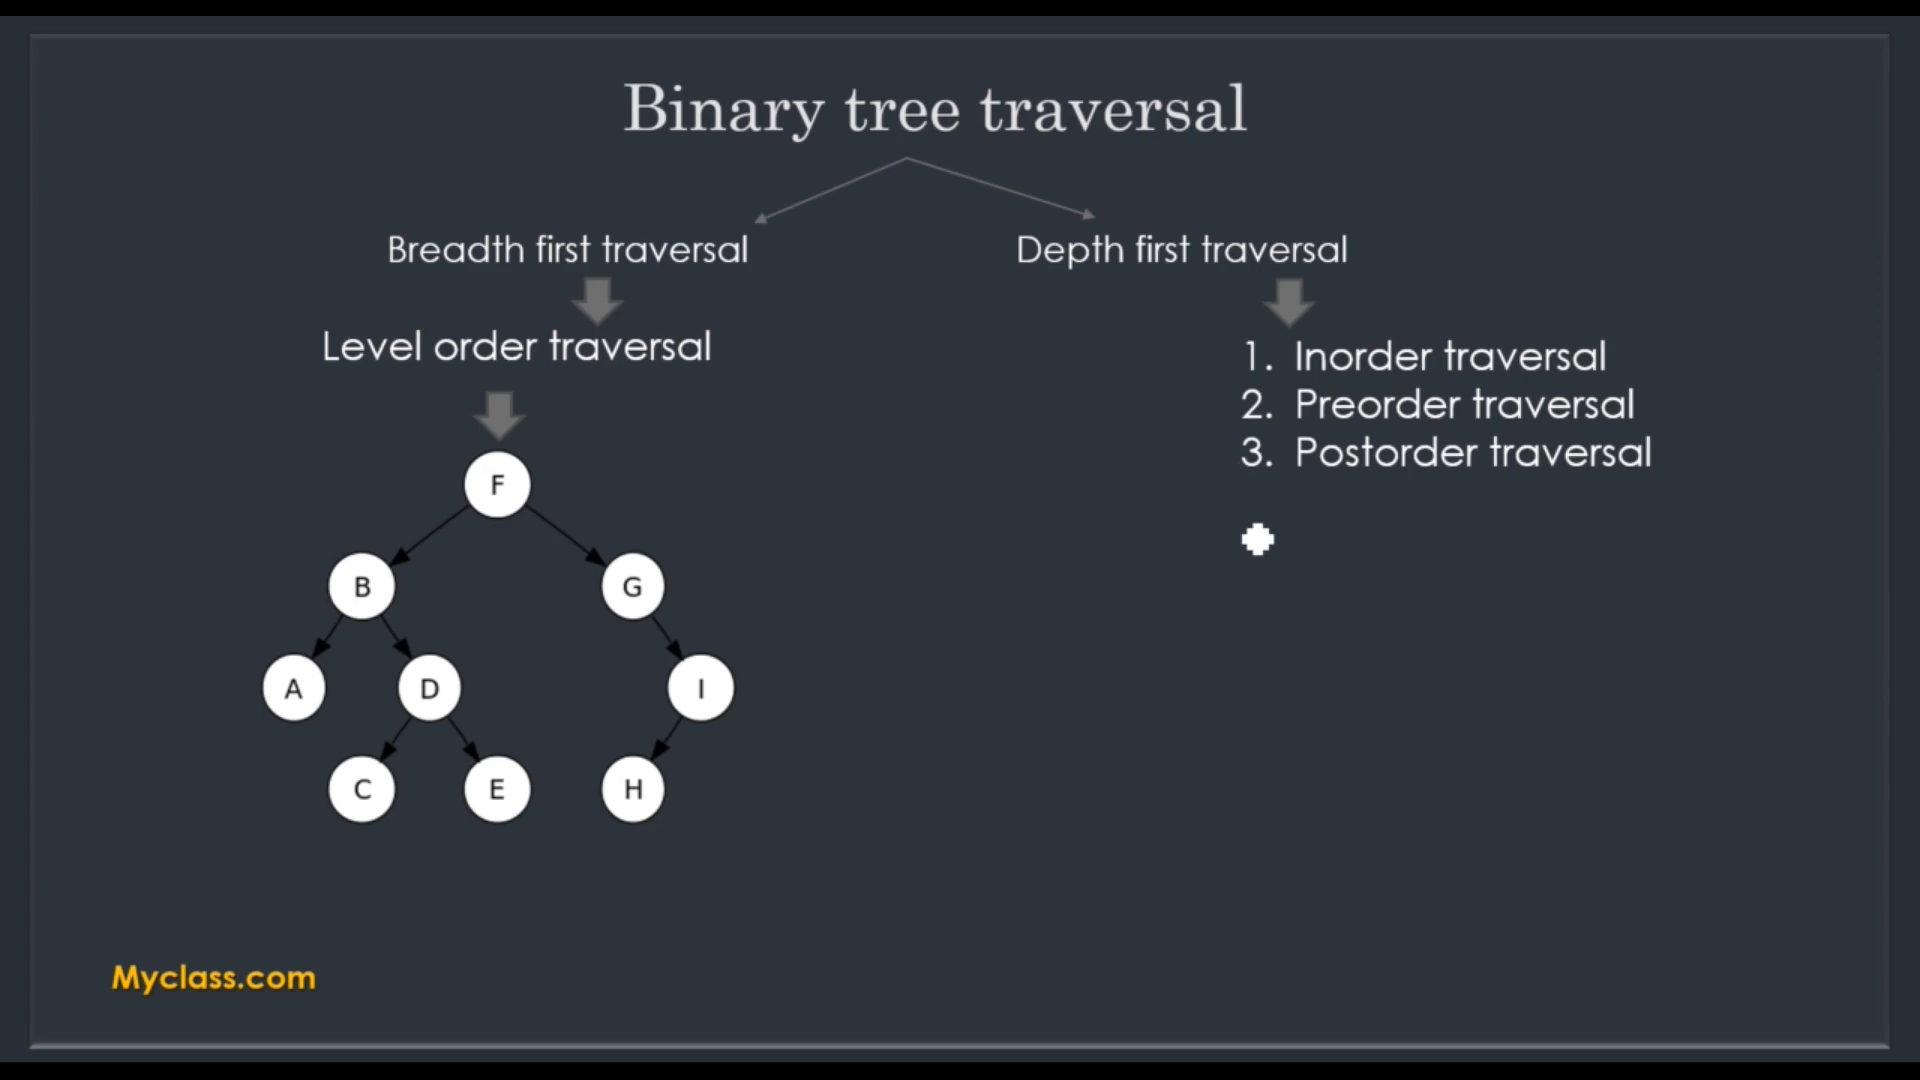 Binary tree traversal
Breadth first traversal
Depth first traversal
Level order traversal
1. Inorder traversal
2. Preorder traversal
3. Postorder traversal
F
B
G
A
D
I
C
E
H
Myclass.com